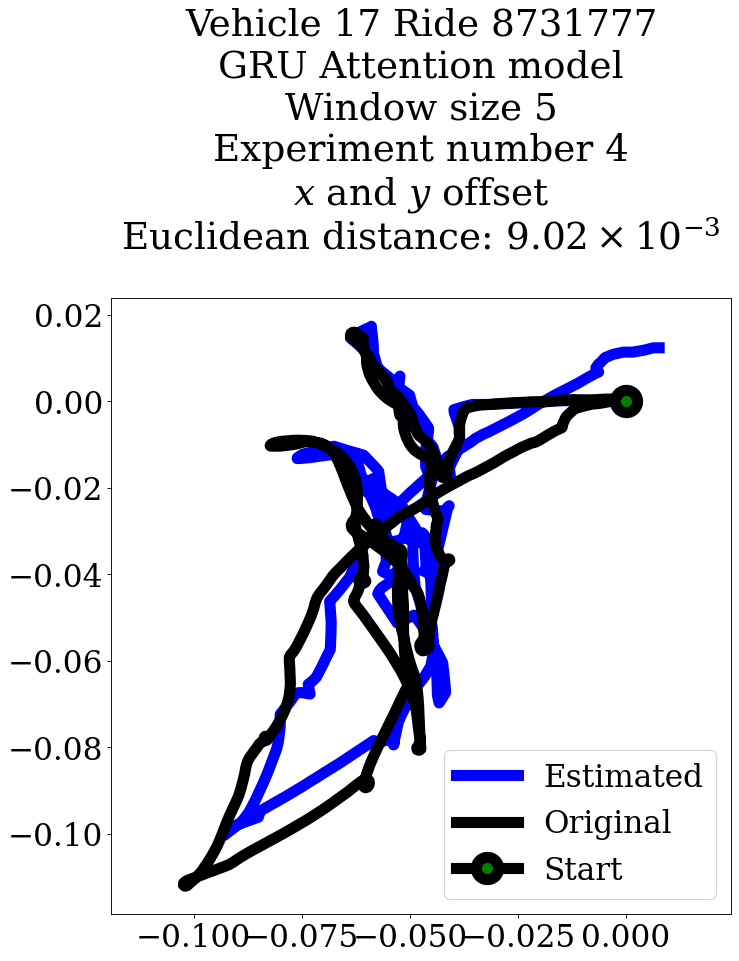 Vehicle 17 Ride 8731777
GRU Attention model
Window size 5
Experiment number 4
x and y offset
Euclidean distance: 9.02 × 10⁻³
0.02
0.00
−0.02
−0.04
−0.06
−0.08
−0.10
Estimated
Original
Start
−0.100 −0.075 −0.050 −0.025 0.000